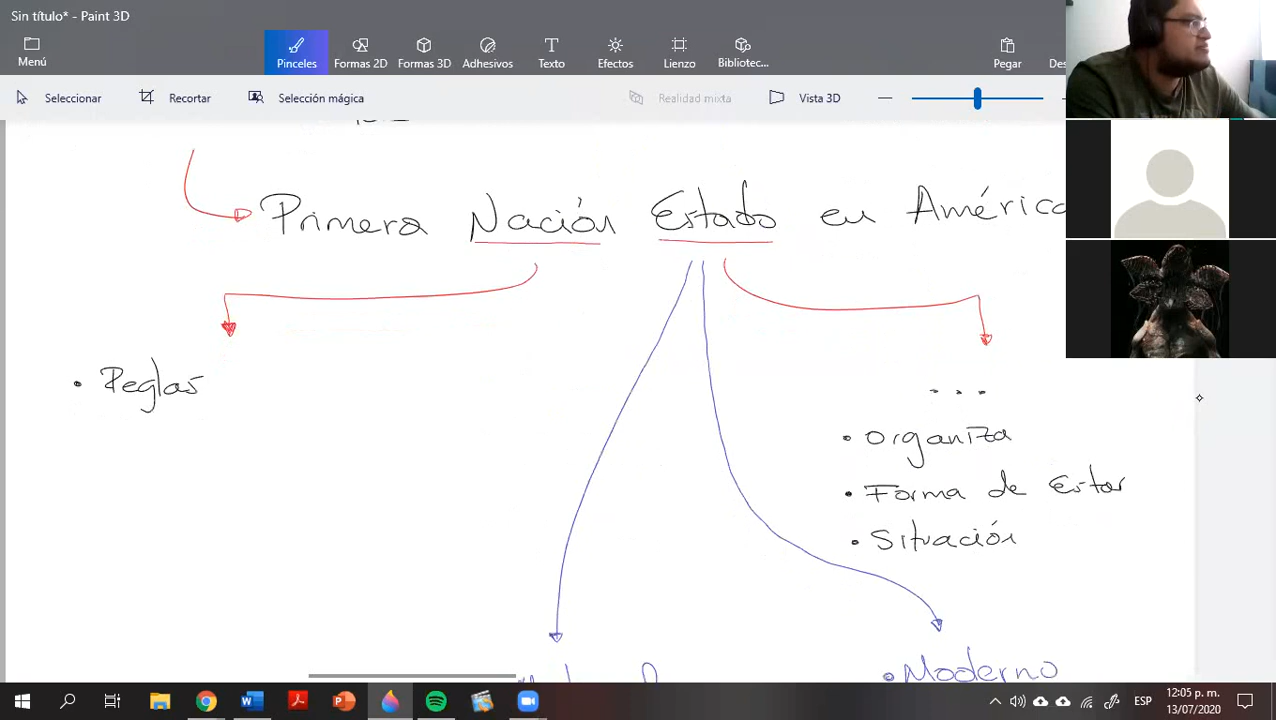 Sin título* - Paint 3D
Menú
Pinceles
Formas 2D
Formas 3D
Adhesivos
Texto
Efectos
Lienzo
Bibliotec...
Pegar
Des
Seleccionar
Recortar
Selección mágica
Realidad mixta
Vista 3D
Primera Nación Estado en América
• Reglas
...
• Organiza
• Forma de Estar
• Situación
• Moderno
ESP
12:05 p. m.
13/07/2020